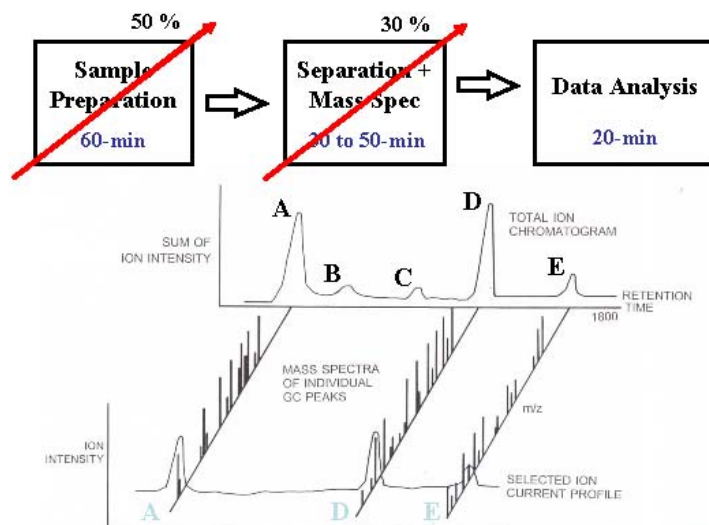 50 %
30 %
Sample
Preparation
60-min
Separation +
Mass Spec
20 to 50-min
Data Analysis
20-min
A
B
C
D
E
SUM OF
ION INTENSITY
TOTAL ION
CHROMATOGRAM
RETENTION
TIME
1800
MASS SPECTRA
OF INDIVIDUAL
GC PEAKS
m/z
ION
INTENSITY
SELECTED ION
CURRENT PROFILE
A
D
E